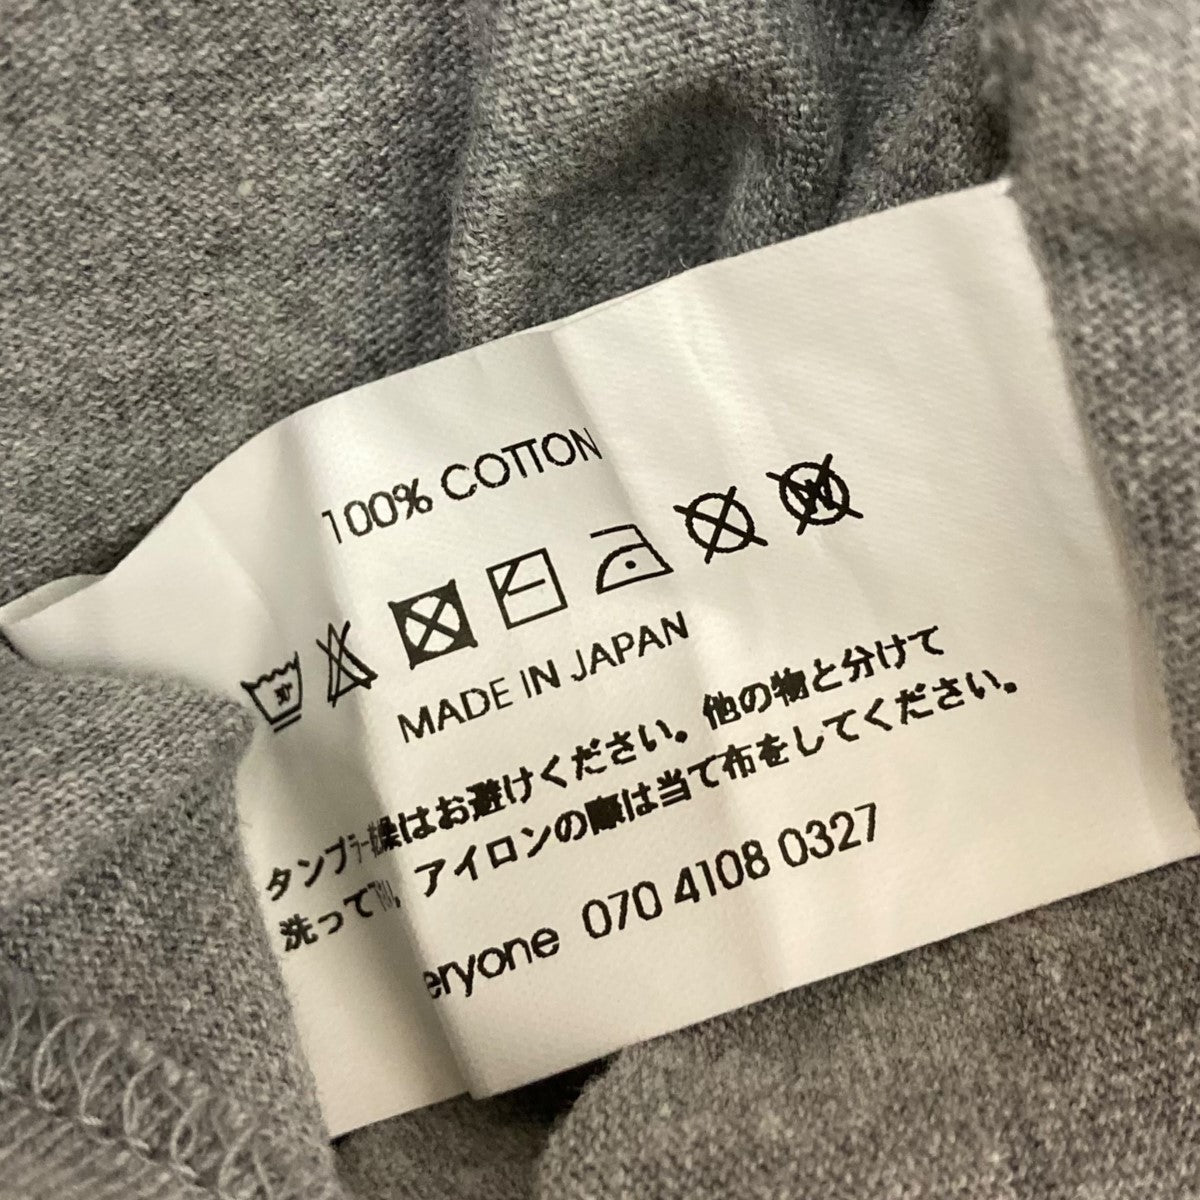 100% COTTON
MADE IN JAPAN
タンブラー乾燥はお避けください。他の物と分けて
洗って下さい。アイロンの際は当て布をしてください。
eryone 070 4108 0327